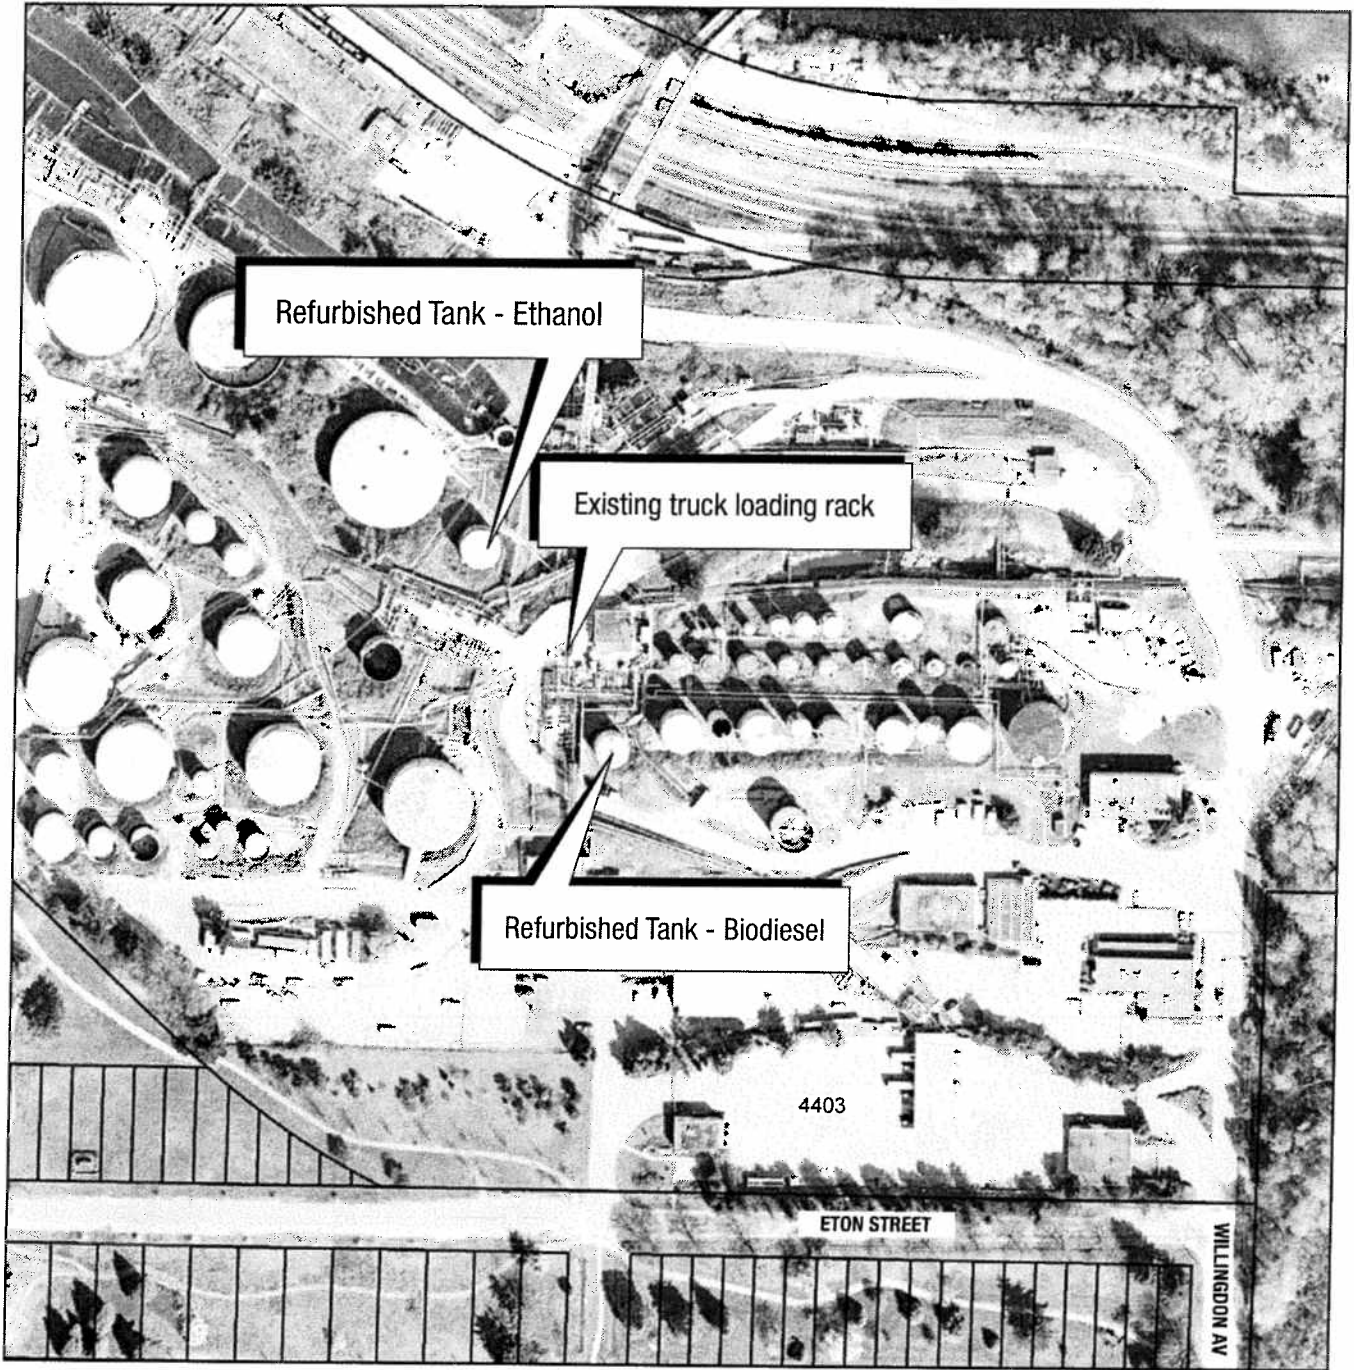 Refurbished Tank - Ethanol
Existing truck loading rack
Refurbished Tank - Biodiesel
4403
ETON STREET
WILLINGDON AV